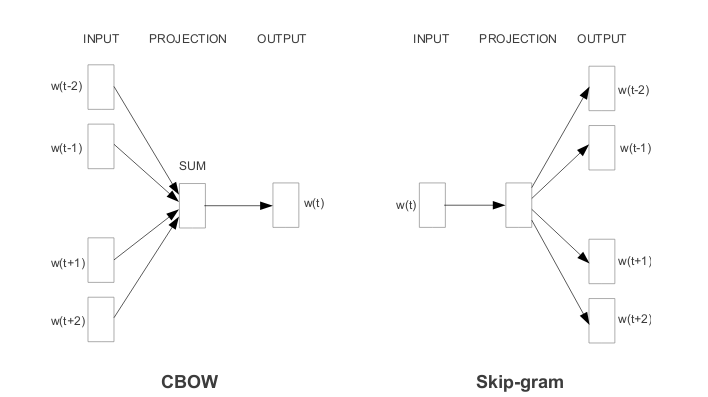 INPUT PROJECTION OUTPUT
w(t-2)
w(t-1)
SUM
w(t)
w(t+1)
w(t+2)
CBOW
INPUT PROJECTION OUTPUT
w(t-2)
w(t-1)
w(t)
w(t+1)
w(t+2)
Skip-gram